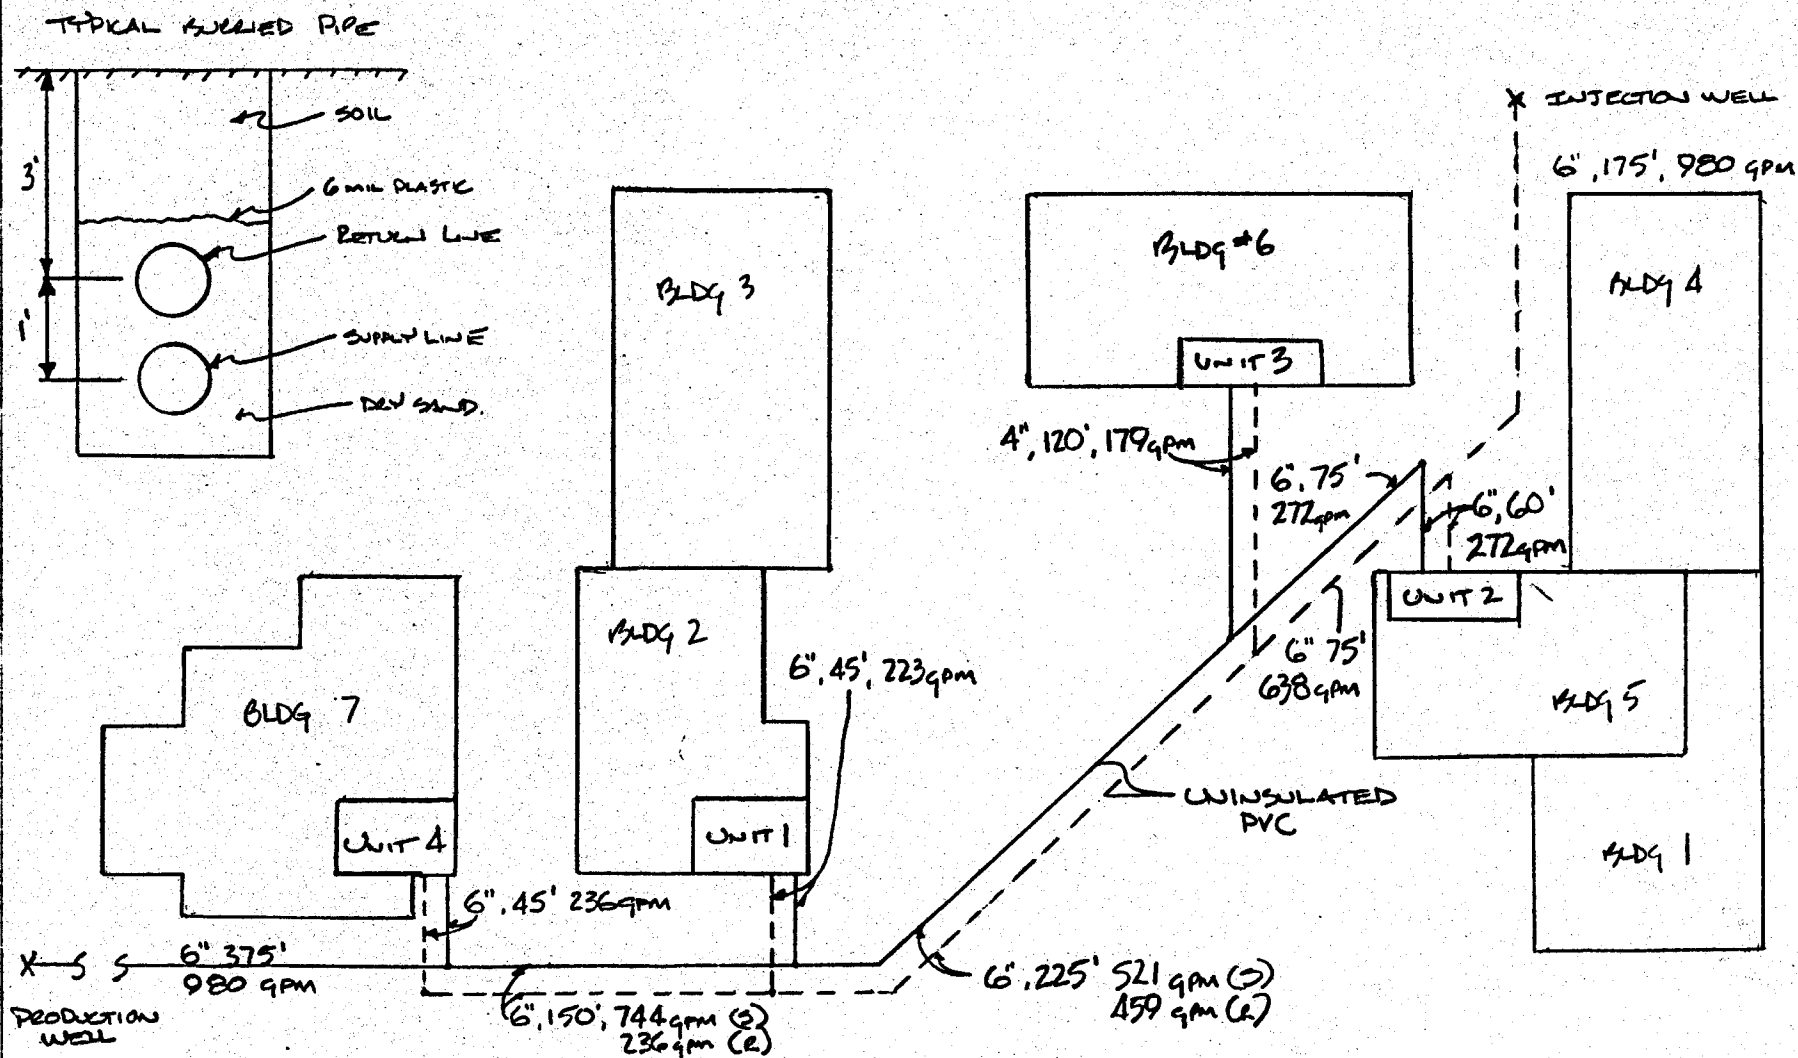 TYPICAL BURRIED PIPE
SOIL
3'
6 MIL PLASTIC
RETURN LINE
1'
SUPPLY LINE
DRY SAND.
INJECTION WELL
6", 175', 980 gpm
BLDG 3
BLDG #6
UNIT 3
BLDG 4
4", 120', 179 gpm
6", 75'
272 gpm
6", 60'
272 gpm
UNIT 2
BLDG 2
6", 45', 223 gpm
6" 75'
638 gpm
BLDG 5
BLDG 7
UNINSULATED
PVC
UNIT 4
UNIT 1
BLDG 1
6", 45' 236 gpm
6" 375'
980 gpm
PRODUCTION
WELL
6", 150', 744 gpm (S)
236 gpm (R)
6", 225' 521 gpm (S)
459 gpm (R)